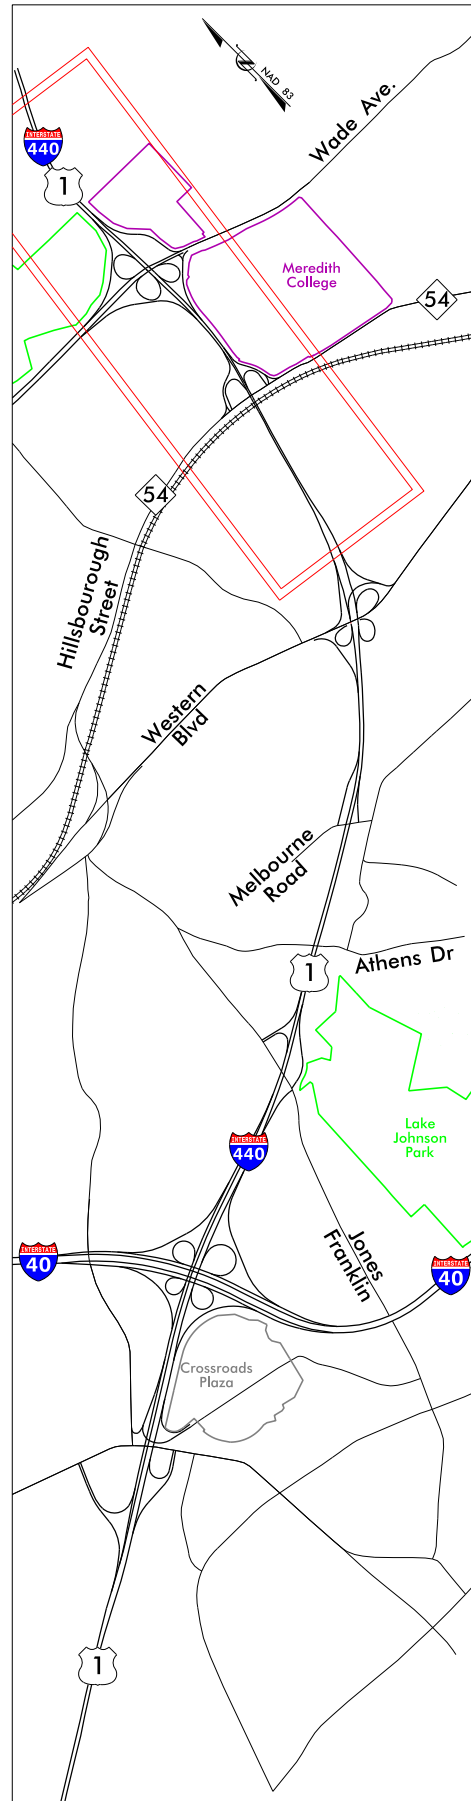 N
NAD 83
Wade Ave.
INTERSTATE
440
1
Meredith
College
54
54
Hillsbourough
Street
Western
Blvd
Melbourne
Road
Athens Dr
1
Lake
Johnson
Park
INTERSTATE
440
Jones
Franklin
INTERSTATE
40
INTERSTATE
40
Crossroads
Plaza
1